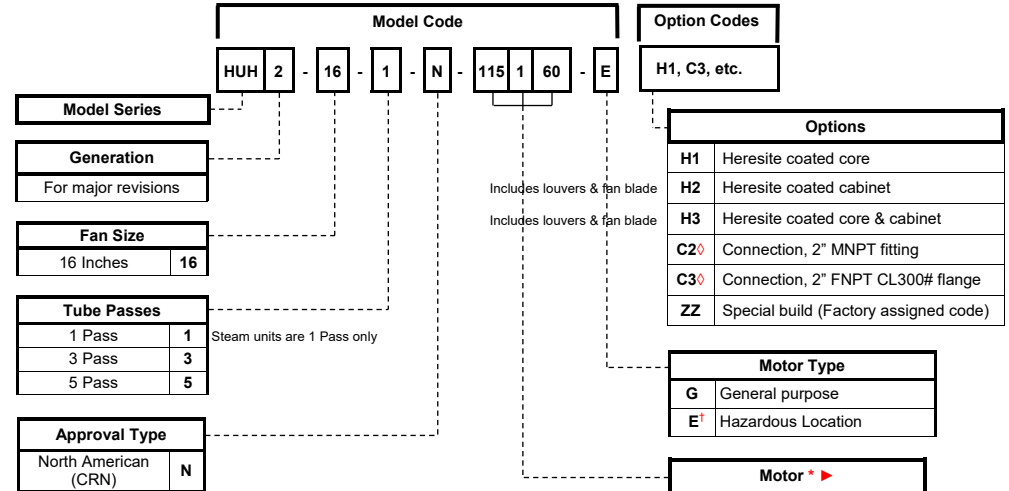 Model Code
Option Codes
HUH 2 - 16 - 1 - N - 115 1 60 - E
H1, C3, etc.
Model Series
Generation
For major revisions
Fan Size
16 Inches 16
Tube Passes
1 Pass 1
Steam units are 1 Pass only
3 Pass 3
5 Pass 5
Approval Type
North American
(CRN) N
Options
H1 Heresite coated core
Includes louvers & fan blade H2 Heresite coated cabinet
Includes louvers & fan blade H3 Heresite coated core & cabinet
C2◊ Connection, 2” MNPT fitting
C3◊ Connection, 2” FNPT CL300# flange
ZZ Special build (Factory assigned code)
Motor Type
G General purpose
E† Hazardous Location
Motor * ►